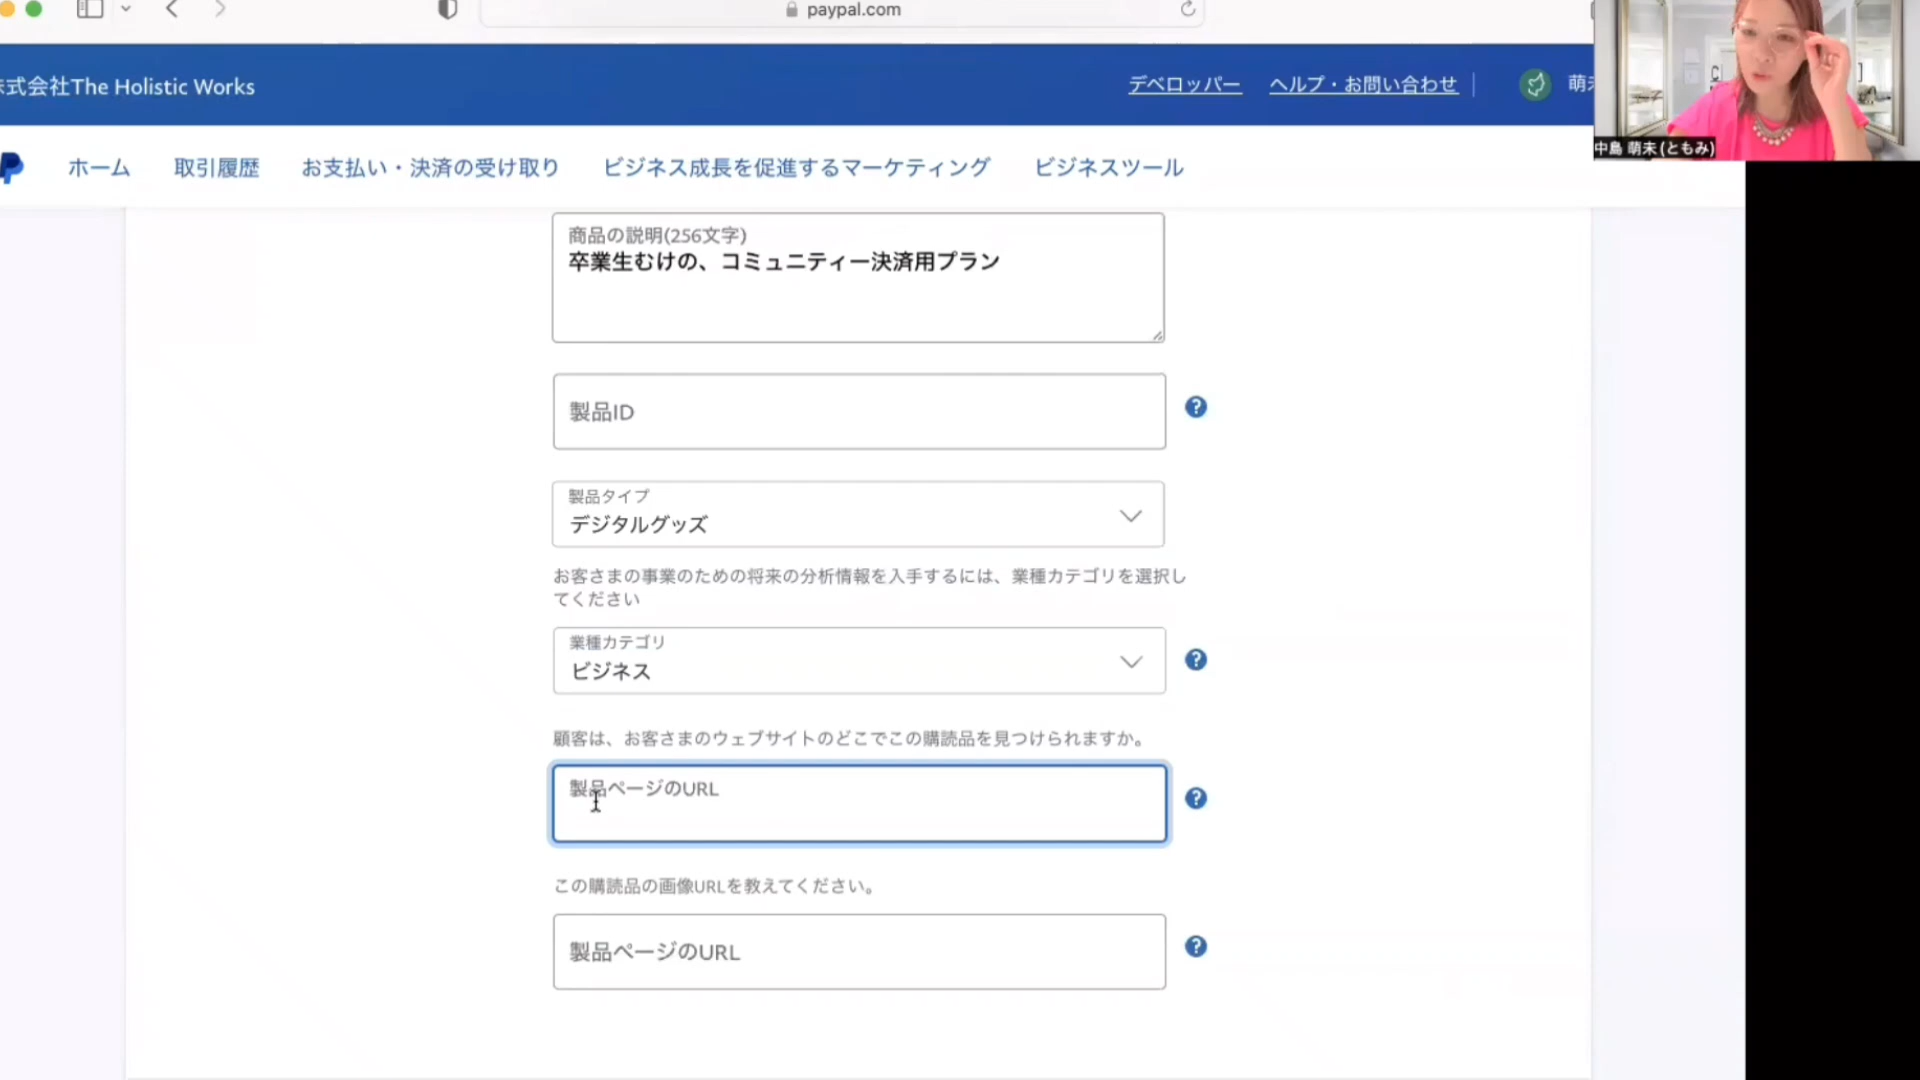 paypal.com
式会社The Holistic Works
デベロッパー
ヘルプ・お問い合わせ
萌
中島 萌未(ともみ)
ホーム
取引履歴
お支払い・決済の受け取り
ビジネス成長を促進するマーケティング
ビジネスツール
商品の説明(256文字)
卒業生むけの、コミュニティー決済用プラン
製品ID
?
製品タイプ
デジタルグッズ
お客さまの事業のための将来の分析情報を入手するには、業種カテゴリを選択し
てください
業種カテゴリ
ビジネス
?
顧客は、お客さまのウェブサイトのどこでこの購読品を見つけられますか。
製品ページのURL
?
この購読品の画像URLを教えてください。
製品ページのURL
?